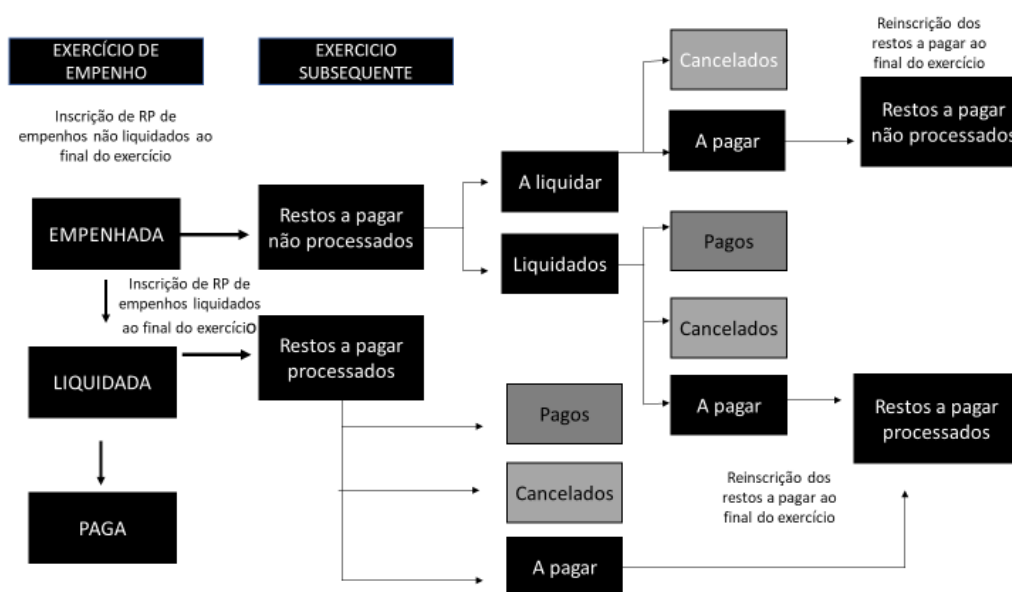 EXERCÍCIO DE
EMPENHO
EXERCICIO
SUBSEQUENTE
Inscrição de RP de
empenhos não liquidados ao
final do exercício
EMPENHADA
Restos a pagar
não processados
A liquidar
Liquidados
Cancelados
A pagar
Reinscrição dos
restos a pagar ao
final do exercício
Restos a pagar
não processados
Pagos
Cancelados
A pagar
Restos a pagar
processados
Inscrição de RP de
empenhos liquidados
ao final do exercício
LIQUIDADA
Restos a pagar
processados
Pagos
Cancelados
A pagar
Reinscrição dos
restos a pagar ao
final do exercício
PAGA